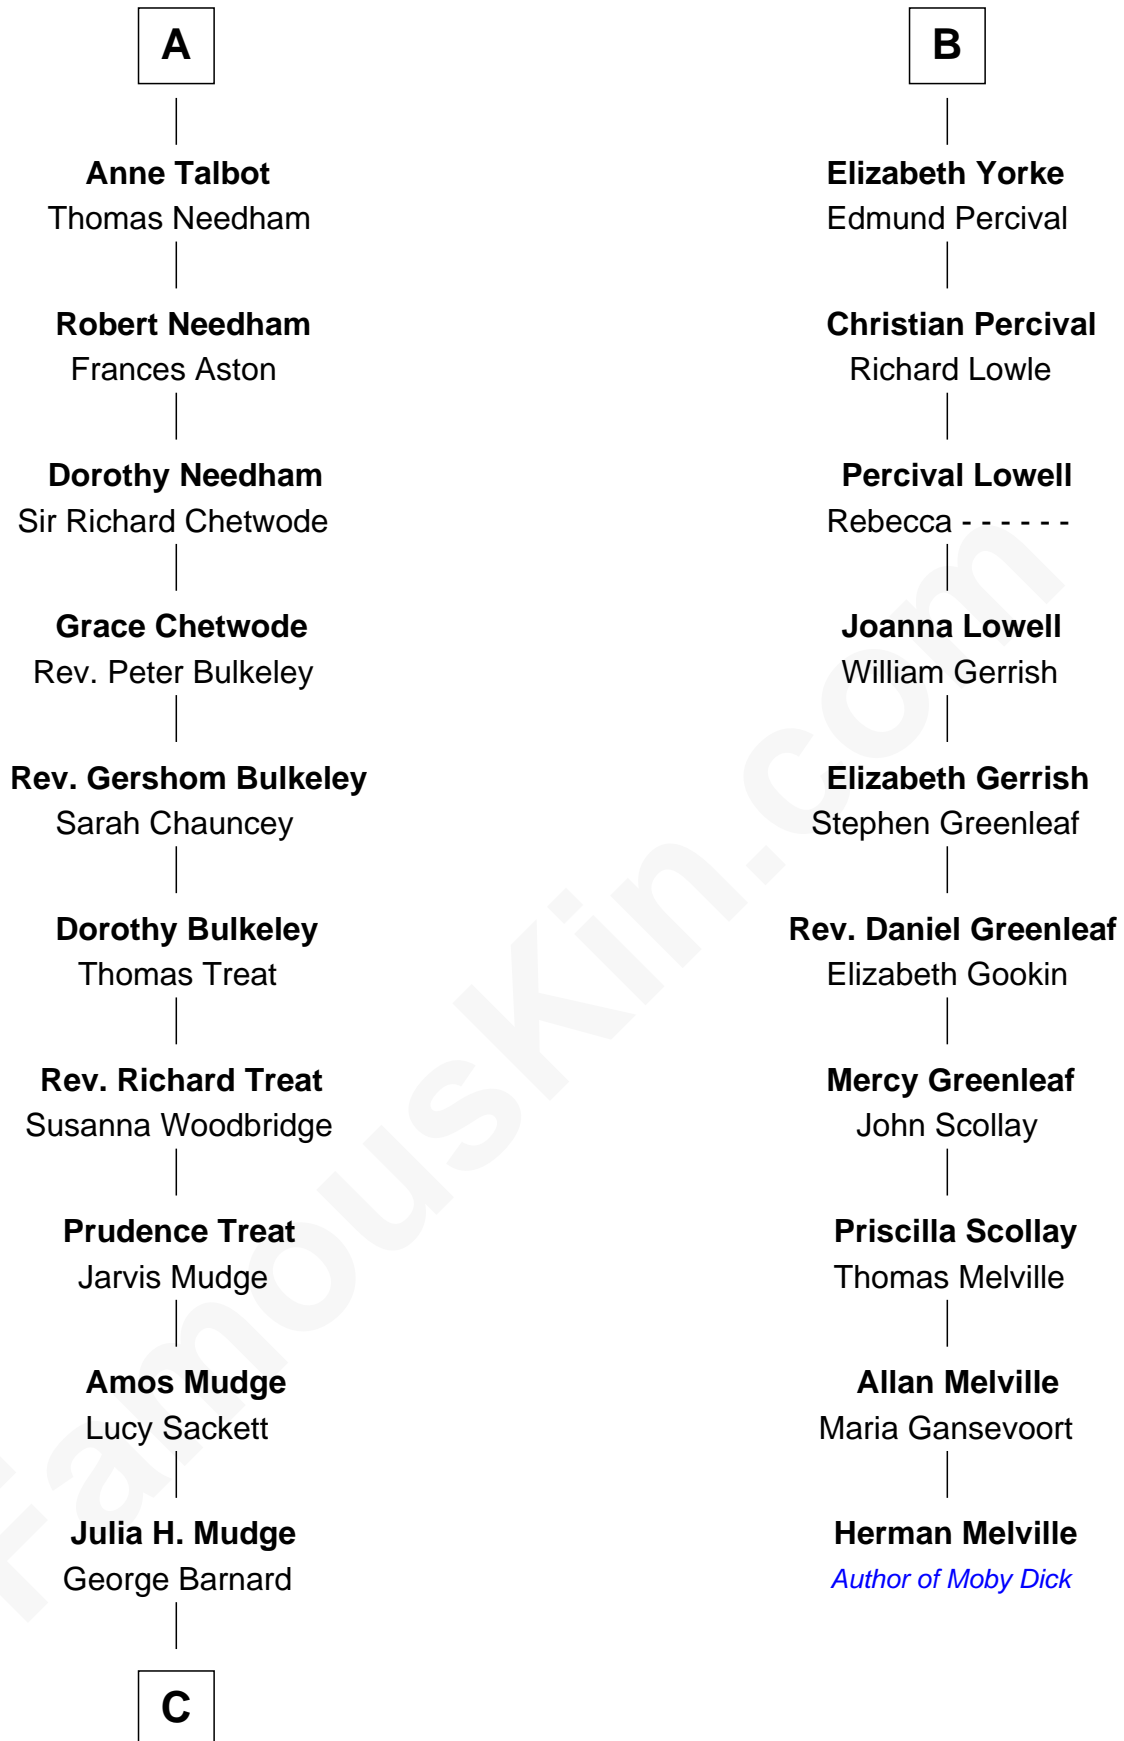 A
Anne Talbot
Thomas Needham
Robert Needham
Frances Aston
Dorothy Needham
Sir Richard Chetwode
Grace Chetwode
Rev. Peter Bulkeley
Rev. Gershom Bulkeley
Sarah Chauncey
Dorothy Bulkeley
Thomas Treat
Rev. Richard Treat
Susanna Woodbridge
Prudence Treat
Jarvis Mudge
Amos Mudge
Lucy Sackett
Julia H. Mudge
George Barnard
C
B
Elizabeth Yorke
Edmund Percival
Christian Percival
Richard Lowle
Percival Lowell
Rebecca - - - - - -
Joanna Lowell
William Gerrish
Elizabeth Gerrish
Stephen Greenleaf
Rev. Daniel Greenleaf
Elizabeth Gookin
Mercy Greenleaf
John Scollay
Priscilla Scollay
Thomas Melville
Allan Melville
Maria Gansevoort
Herman Melville
Author of Moby Dick
FamousKin.com